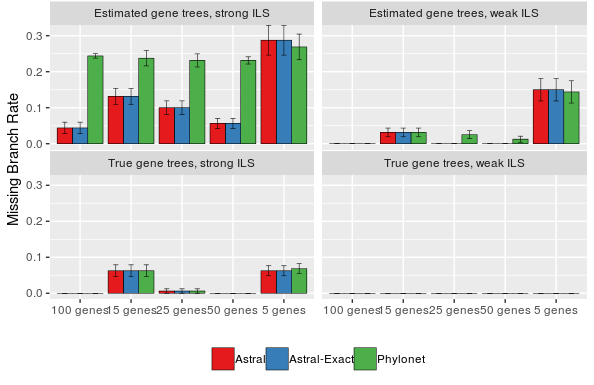 Estimated gene trees, strong ILS
Estimated gene trees, weak ILS
0.3
0.2
0.1
0.0
True gene trees, strong ILS
True gene trees, weak ILS
0.3
0.2
0.1
0.0
Missing Branch Rate
100 genes 15 genes 25 genes 50 genes 5 genes
100 genes 15 genes 25 genes 50 genes 5 genes
Astral Astral-Exact Phylonet